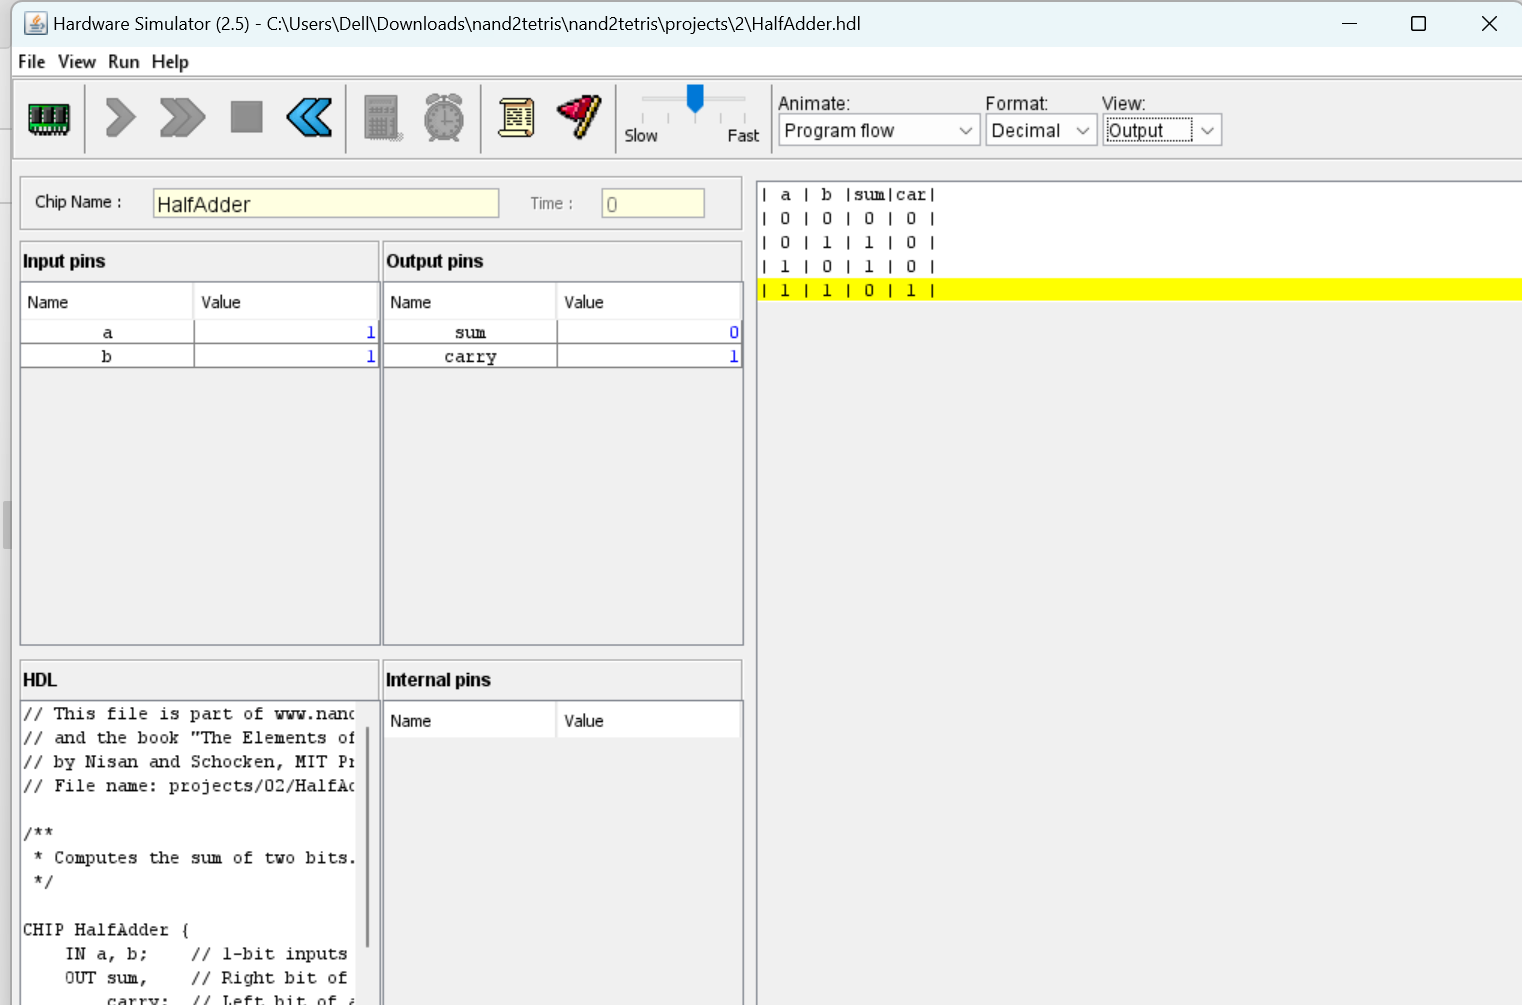 Hardware Simulator (2.5) - C:\Users\Dell\Downloads\nand2tetris\nand2tetris\projects\2\HalfAdder.hdl
File View Run Help
Slow Fast
Animate: Format: View:
Program flow Decimal Output
Chip Name : HalfAdder Time : 0
Input pins
Name Value
a 1
b 1
Output pins
Name Value
sum 0
carry 1
| a | b |sum|car|
| 0 | 0 | 0 | 0 |
| 0 | 1 | 1 | 0 |
| 1 | 0 | 1 | 0 |
| 1 | 1 | 0 | 1 |
HDL
// This file is part of www.nand
// and the book "The Elements of
// by Nisan and Schocken, MIT Pr
// File name: projects/02/HalfAd
/**
* Computes the sum of two bits.
*/
CHIP HalfAdder {
IN a, b; // 1-bit inputs
OUT sum, // Right bit of
carry; // Left bit of a
Internal pins
Name Value